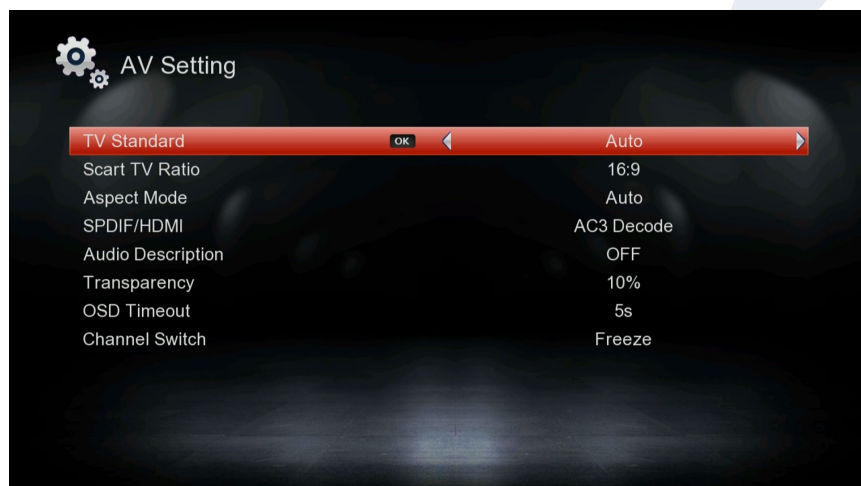 AV Setting
TV Standard OK Auto
Scart TV Ratio 16:9
Aspect Mode Auto
SPDIF/HDMI AC3 Decode
Audio Description OFF
Transparency 10%
OSD Timeout 5s
Channel Switch Freeze